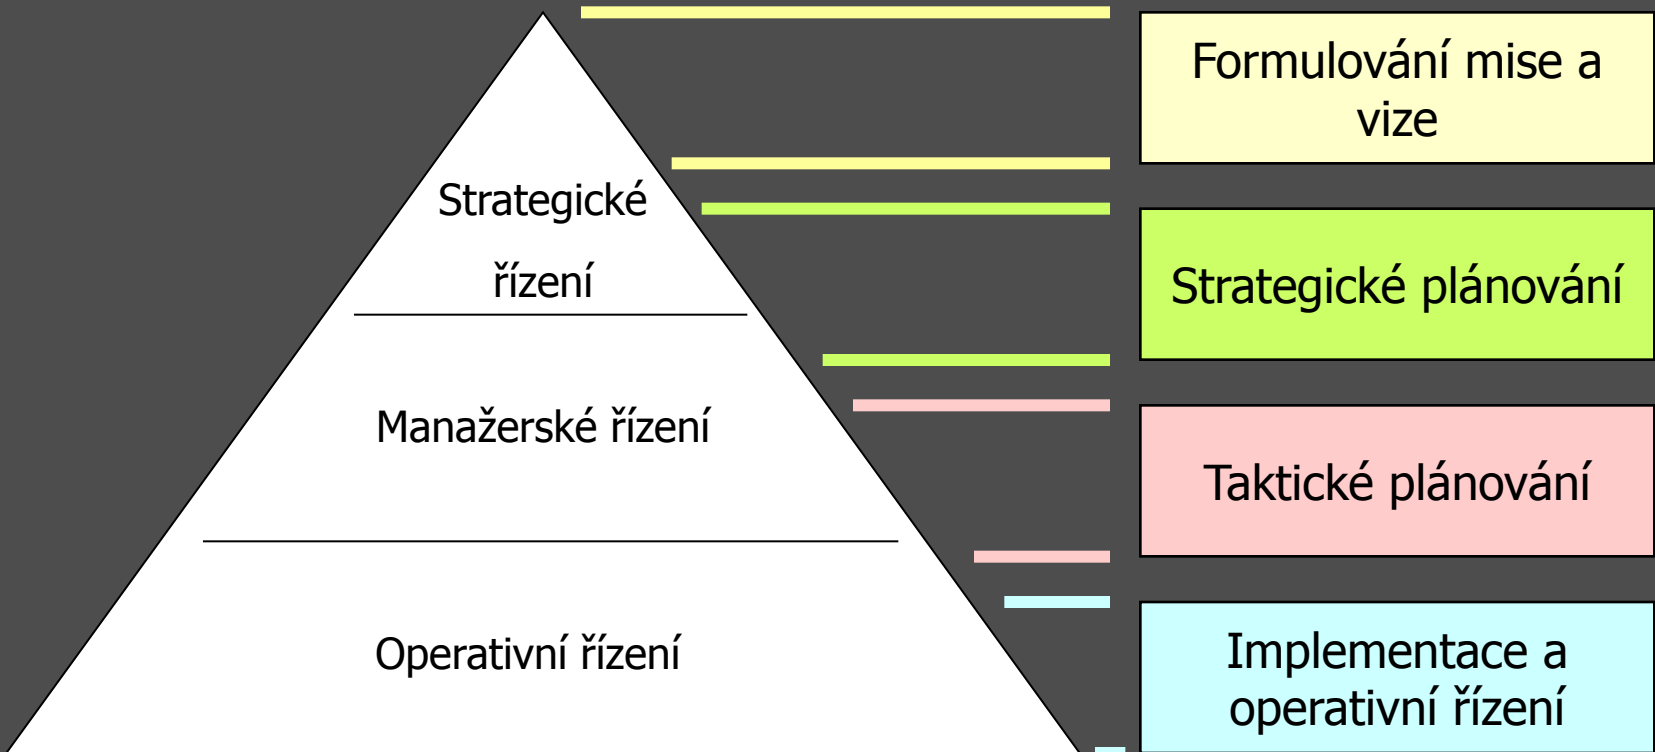 Formulování mise a
vize
Strategické
řízení
Strategické plánování
Manažerské řízení
Taktické plánování
Operativní řízení
Implementace a
operativní řízení